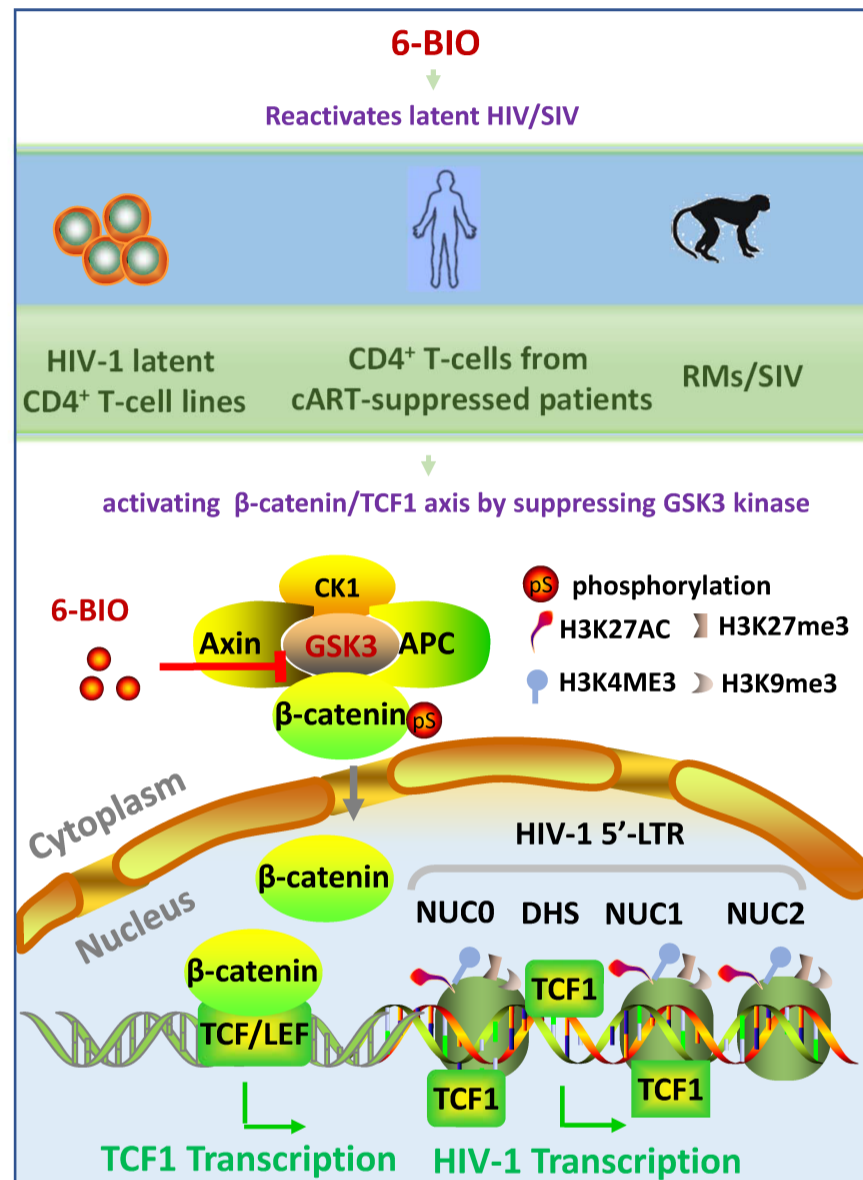 6-BIO
Reactivates latent HIV/SIV
HIV-1 latent
CD4⁺ T-cell lines
CD4⁺ T-cells from
cART-suppressed patients
RMs/SIV
activating β-catenin/TCF1 axis by suppressing GSK3 kinase
6-BIO
CK1
Axin
GSK3
APC
β-catenin
pS
pS phosphorylation
H3K27AC
H3K27me3
H3K4ME3
H3K9me3
Cytoplasm
Nucleus
β-catenin
HIV-1 5’-LTR
NUC0
DHS
NUC1
NUC2
β-catenin
TCF/LEF
TCF1
TCF1
TCF1
TCF1 Transcription
HIV-1 Transcription